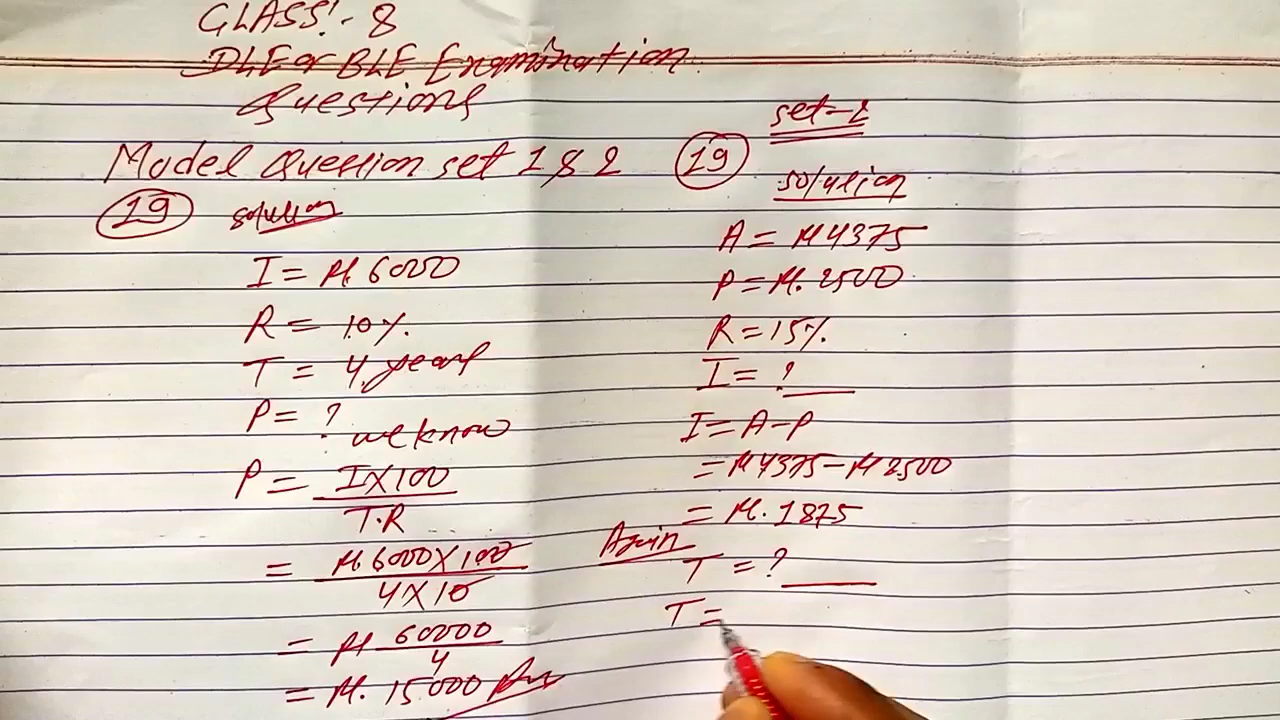 CLASS:- 8
DLE or BLE Examination
Questions
Model Question set 1 & 2
19 solution
I = Rs. 6000
R = 10%.
T = 4 years
P = ?
we know
P = I×100
T.R
= Rs. 6000×100
4×10
= Rs 60000
4
= Rs. 15000 Ans
set-2
19
solution
A = Rs 4375
P = Rs. 2500
R = 15%
I = ?
I = A-P
= Rs 4375 - Rs 2500
= Rs. 1875
Again
T = ?
T =